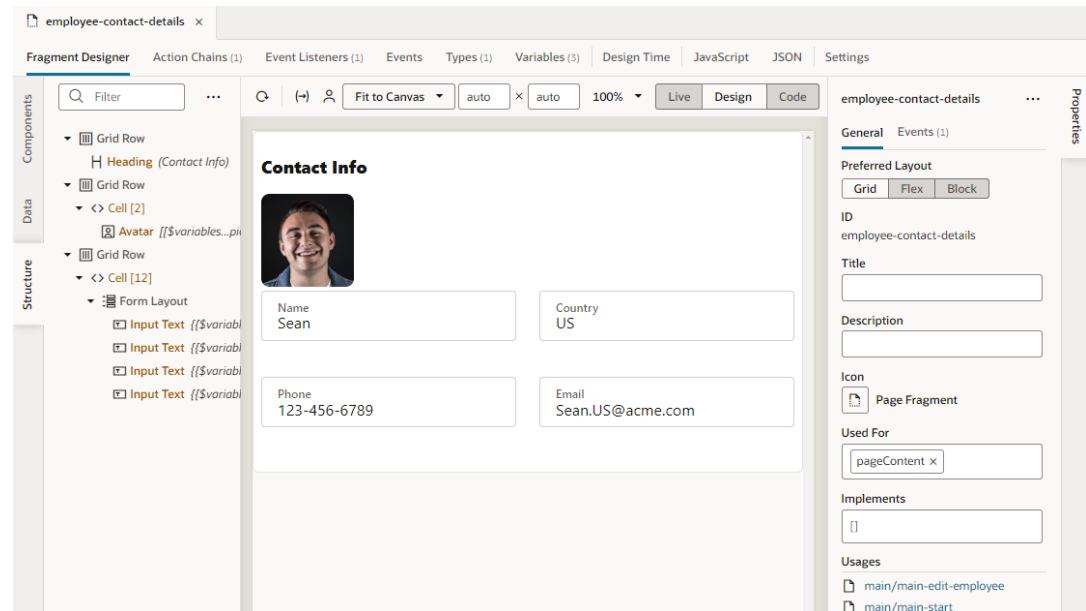 employee-contact-details ×
Fragment Designer Action Chains (1) Event Listeners (1) Events Types (1) Variables (3) Design Time JavaScript JSON Settings
Components
Data
Structure
Filter ...
Grid Row
Heading (Contact Info)
Grid Row
Cell [2]
Avatar [[$variables...pi
Grid Row
Cell [12]
Form Layout
Input Text {{$variabl
Input Text {{$variabl
Input Text {{$variabl
Input Text {{$variabl
Fit to Canvas auto × auto 100% Live Design Code
Contact Info
Name
Sean
Country
US
Phone
123-456-6789
Email
Sean.US@acme.com
employee-contact-details ...
General Events (1)
Preferred Layout
Grid Flex Block
ID
employee-contact-details
Title
Description
Icon
Page Fragment
Used For
pageContent ×
Implements
[]
Usages
main/main-edit-employee
main/main-start
Properties